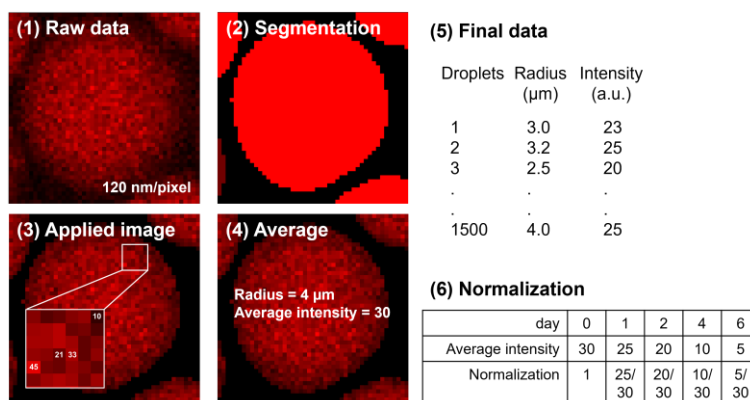 (1) Raw data
120 nm/pixel
(2) Segmentation
(3) Applied image
10
21 33
45
(4) Average
Radius = 4 µm
Average intensity = 30
(5) Final data
Droplets Radius Intensity
(µm) (a.u.)
1 3.0 23
2 3.2 25
3 2.5 20
. . .
. . .
1500 4.0 25
(6) Normalization
day 0 1 2 4 6
Average intensity 30 25 20 10 5
Normalization 1 25/ 20/ 10/ 5/
30 30 30 30